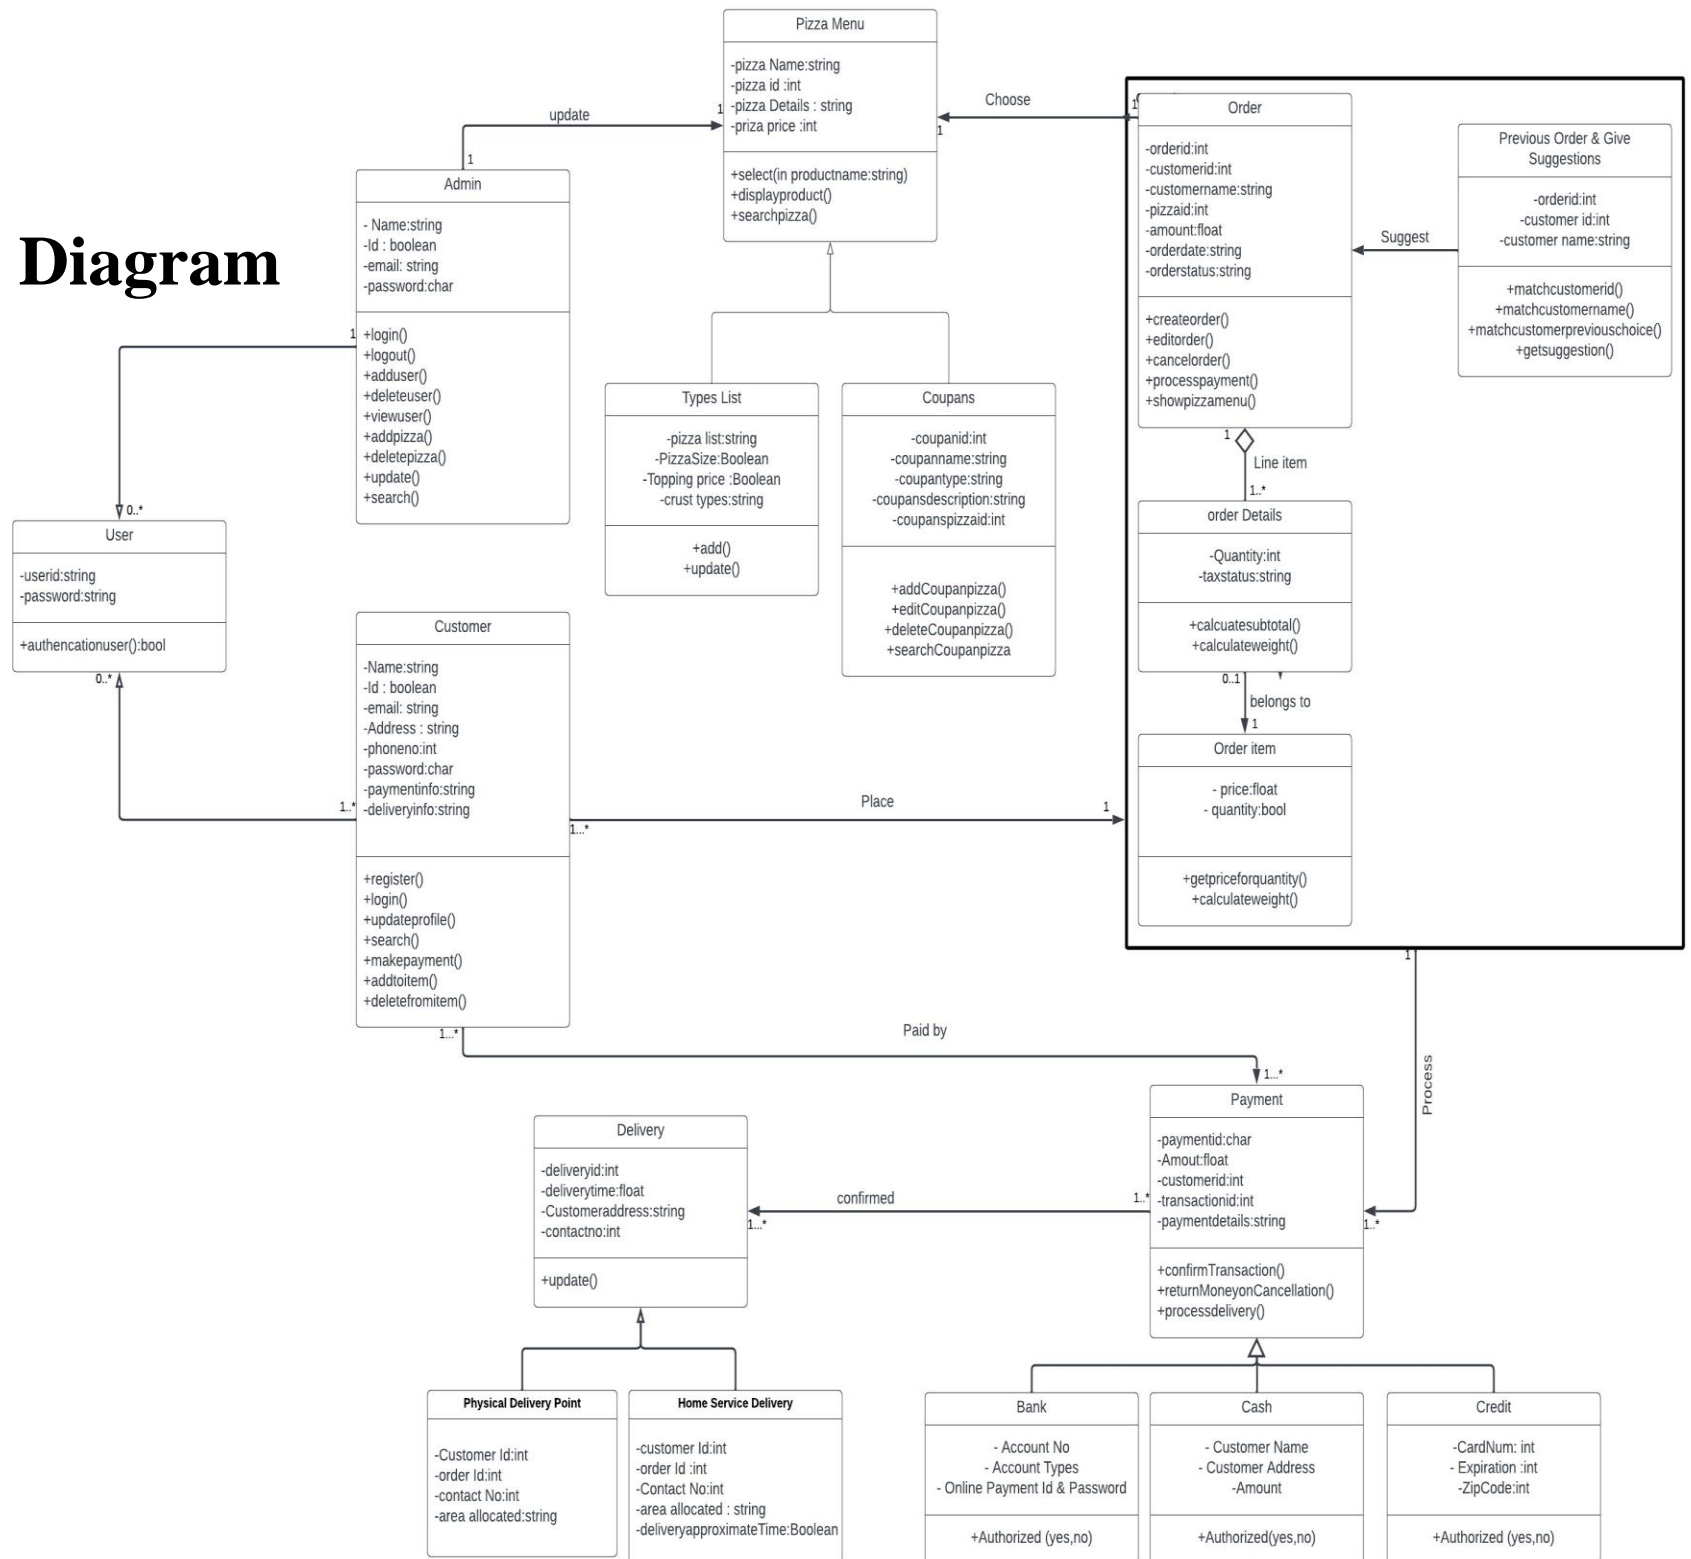 Diagram
Pizza Menu
-pizza Name:string
-pizza id :int
-pizza Details : string
-priza price :int
+select(in productname:string)
+displayproduct()
+searchpizza()
update
1
1
Choose
1
1
Admin
- Name:string
-Id : boolean
-email: string
-password:char
+login()
+logout()
+adduser()
+deleteuser()
+viewuser()
+addpizza()
+deletepizza()
+update()
+search()
1
0..*
User
-userid:string
-password:string
+authencationuser():bool
0..*
Types List
-pizza list:string
-PizzaSize:Boolean
-Topping price :Boolean
-crust types:string
+add()
+update()
Coupans
-coupanid:int
-coupanname:string
-coupantype:string
-coupansdescription:string
-coupanspizzaid:int
+addCoupanpizza()
+editCoupanpizza()
+deleteCoupanpizza()
+searchCoupanpizza
Order
-orderid:int
-customerid:int
-customername:string
-pizzaid:int
-amount:float
-orderdate:string
-orderstatus:string
+createorder()
+editorder()
+cancelorder()
+processpayment()
+showpizzamenu()
Suggest
Previous Order & Give
Suggestions
-orderid:int
-customer id:int
-customer name:string
+matchcustomerid()
+matchcustomername()
+matchcustomerpreviouschoice()
+getsuggestion()
1
Line item
1..*
order Details
-Quantity:int
-taxstatus:string
+calcuatesubtotal()
+calculateweight()
0..1
belongs to
1
Order item
- price:float
- quantity:bool
+getpriceforquantity()
+calculateweight()
Customer
-Name:string
-Id : boolean
-email: string
-Address : string
-phoneno:int
-password:char
-paymentinfo:string
-deliveryinfo:string
+register()
+login()
+updateprofile()
+search()
+makepayment()
+addtoitem()
+deletefromitem()
1..*
1...*
Place
1
1
Process
1..*
1...*
Paid by
1...*
Payment
-paymentid:char
-Amout:float
-customerid:int
-transactionid:int
-paymentdetails:string
+confirmTransaction()
+returnMoneyonCancellation()
+processdelivery()
1..*
confirmed
1...*
Delivery
-deliveryid:int
-deliverytime:float
-Customeraddress:string
-contactno:int
+update()
Physical Delivery Point
-Customer Id:int
-order Id:int
-contact No:int
-area allocated:string
Home Service Delivery
-customer Id:int
-order Id :int
-Contact No:int
-area allocated : string
-deliveryapproximateTime:Boolean
Bank
- Account No
- Account Types
- Online Payment Id & Password
+Authorized (yes,no)
Cash
- Customer Name
- Customer Address
-Amount
+Authorized(yes,no)
Credit
-CardNum: int
- Expiration :int
-ZipCode:int
+Authorized (yes,no)